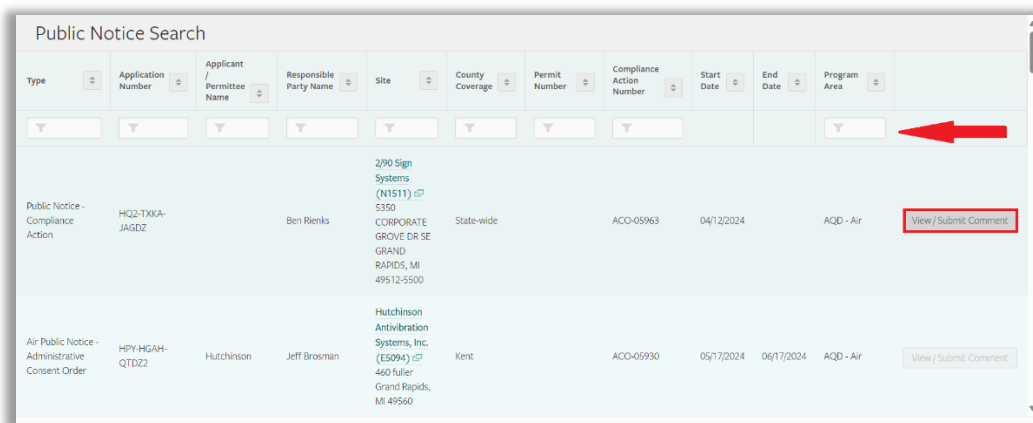 Public Notice Search
Type
Application
Number
Applicant
/
Permittee
Name
Responsible
Party Name
Site
County
Coverage
Permit
Number
Compliance
Action
Number
Start
Date
End
Date
Program
Area
Public Notice -
Compliance
Action
HQ2-TXKA-
JAGDZ
Ben Rienks
2/90 Sign
Systems
(N1511)
5350
CORPORATE
GROVE DR SE
GRAND
RAPIDS, MI
49512-5500
State-wide
ACO-05963
04/12/2024
AQD - Air
View / Submit Comment
Air Public Notice -
Administrative
Consent Order
HPY-HGAH-
QTDZ2
Hutchinson
Jeff Brosman
Hutchinson
Antivibration
Systems, Inc.
(E5094)
460 fuller
Grand Rapids,
MI 49560
Kent
ACO-05930
05/17/2024
06/17/2024
AQD - Air
View / Submit Comment